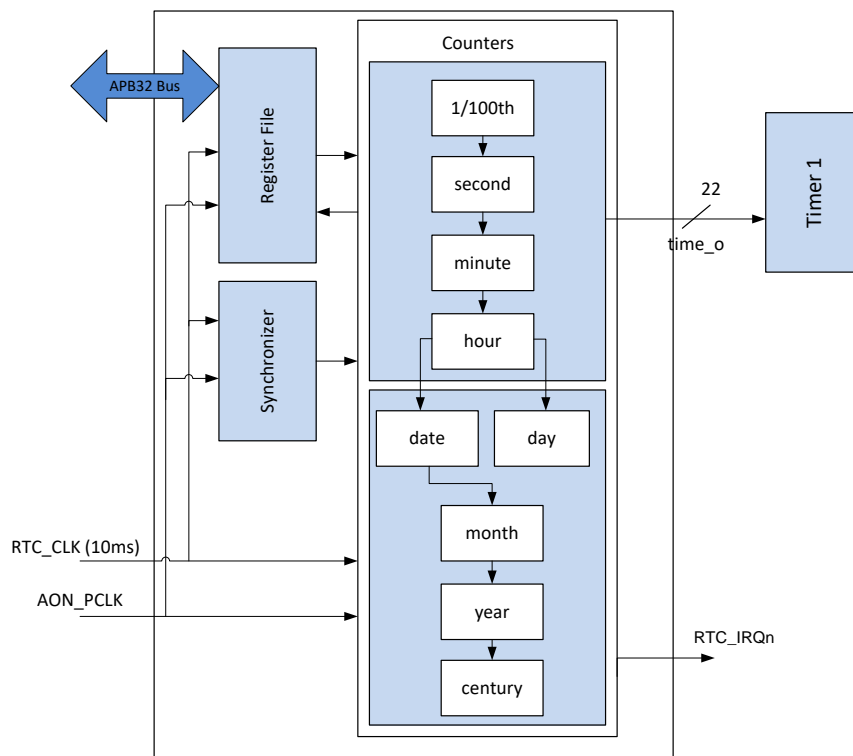 Counters
APB32 Bus
Register File
1/100th
second
minute
hour
22
time_o
Timer 1
Synchronizer
date
day
month
year
century
RTC_CLK (10ms)
AON_PCLK
RTC_IRQn